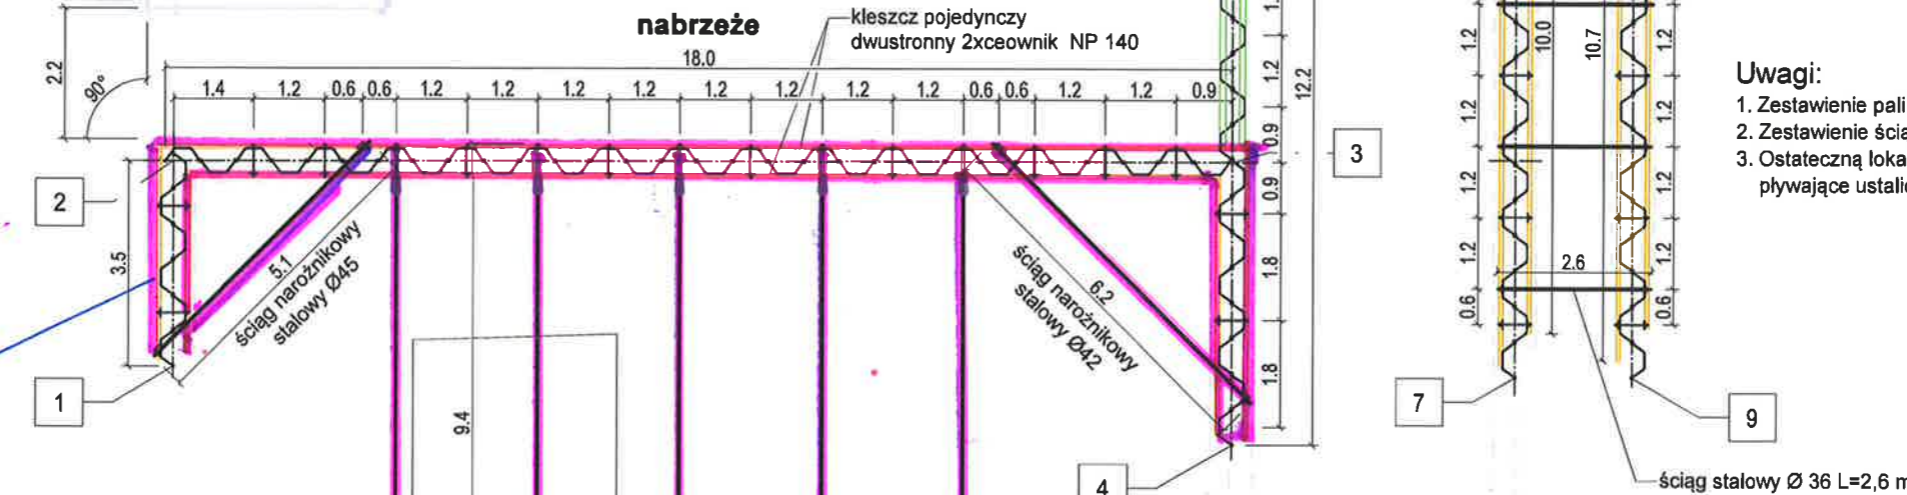 nabrzeże
kleszcz pojedynczy
dwustronny 2xceownik NP 140
18.0
1.4 1.2 0.6 0.6 1.2 1.2 1.2 1.2 1.2 1.2 1.2 1.2 0.6 0.6 1.2 1.2 0.9
2.2
90°
2
3.5
1
5.1
ściąg narożnikowy
stalowy Ø45
9.4
6.2
ściąg narożnikowy
stalowy Ø42
1.2
0.9
0.9
1.8
1.8
12.2
3
4
1.2
1.2
1.2
1.2
0.6
10.0
10.7
2.6
1.2
1.2
1.2
1.2
0.6
7
9
ściąg stalowy Ø 36 L=2,6 m
Uwagi:
1. Zestawienie pali
2. Zestawienie ścia
3. Ostateczną loka
pływające ustali